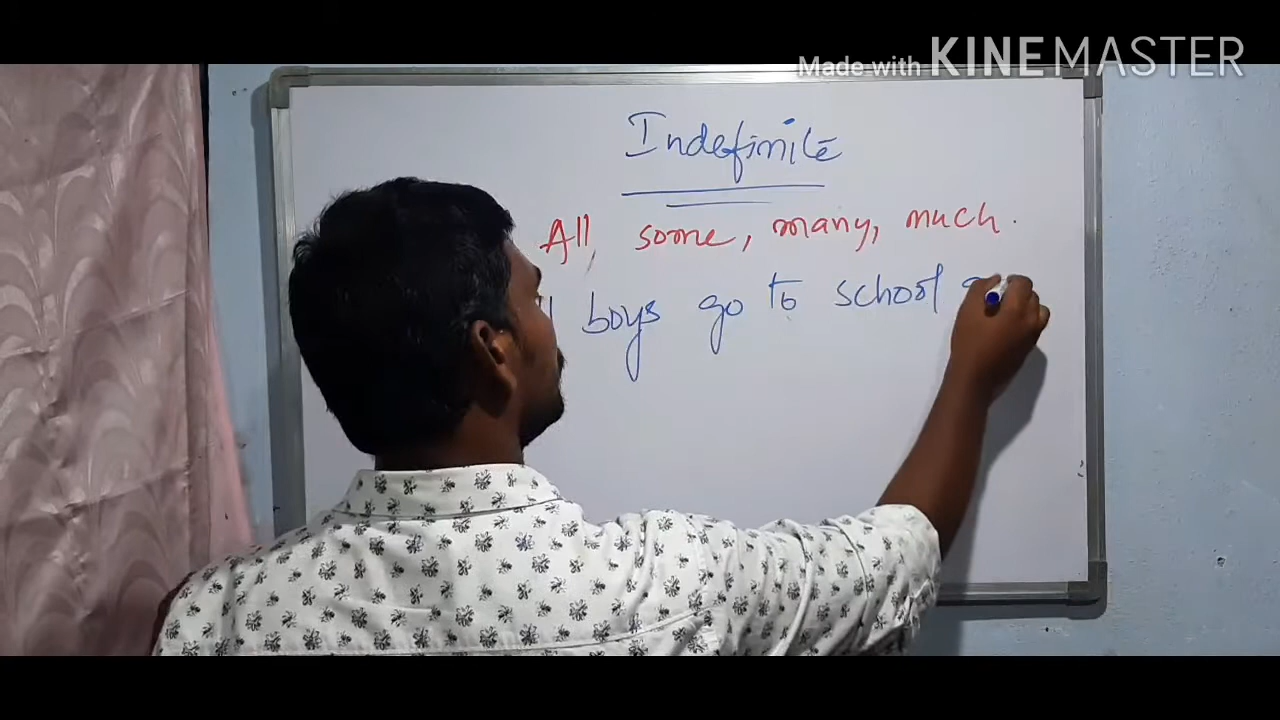 Made with KINEMASTER
Indefinite
All, some, many, much.
boys go to school